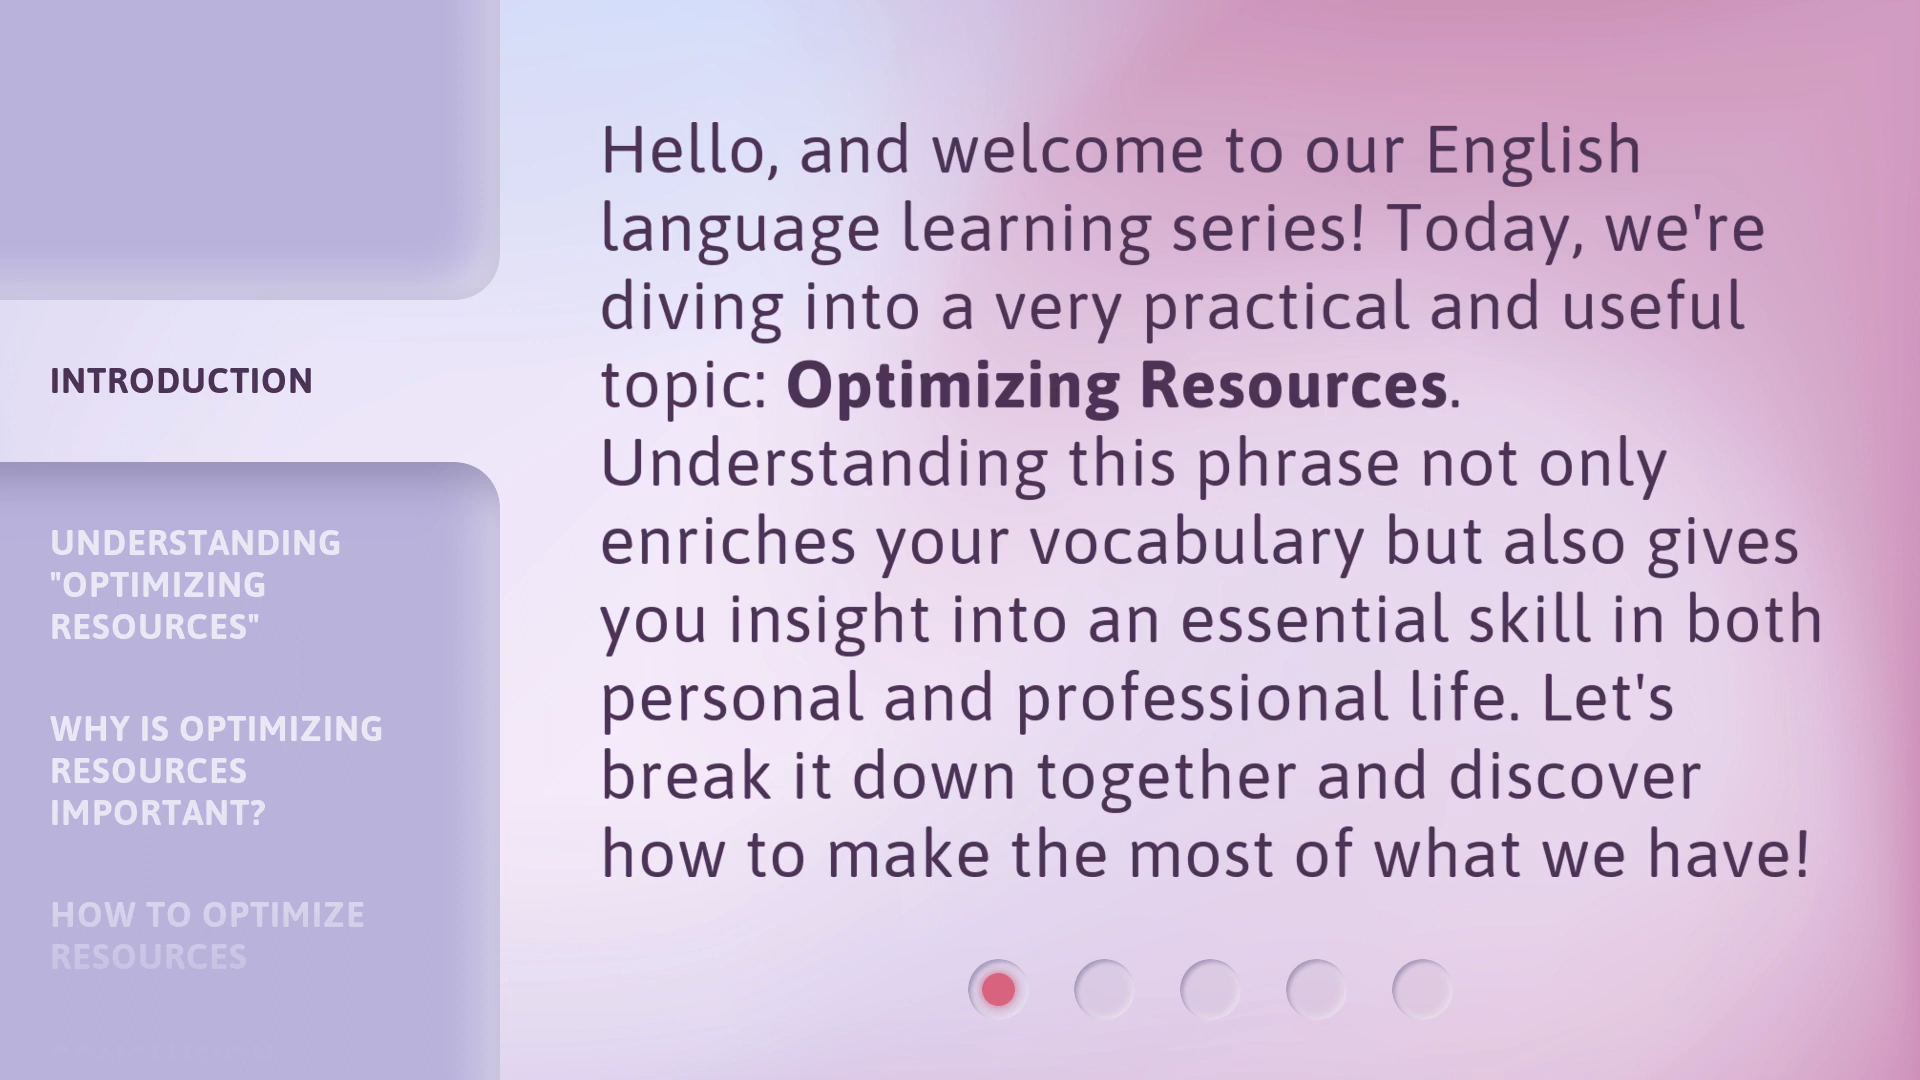 INTRODUCTION
UNDERSTANDING
"OPTIMIZING
RESOURCES"
WHY IS OPTIMIZING
RESOURCES
IMPORTANT?
HOW TO OPTIMIZE
RESOURCES
Hello, and welcome to our English
language learning series! Today, we're
diving into a very practical and useful
topic: Optimizing Resources.
Understanding this phrase not only
enriches your vocabulary but also gives
you insight into an essential skill in both
personal and professional life. Let's
break it down together and discover
how to make the most of what we have!